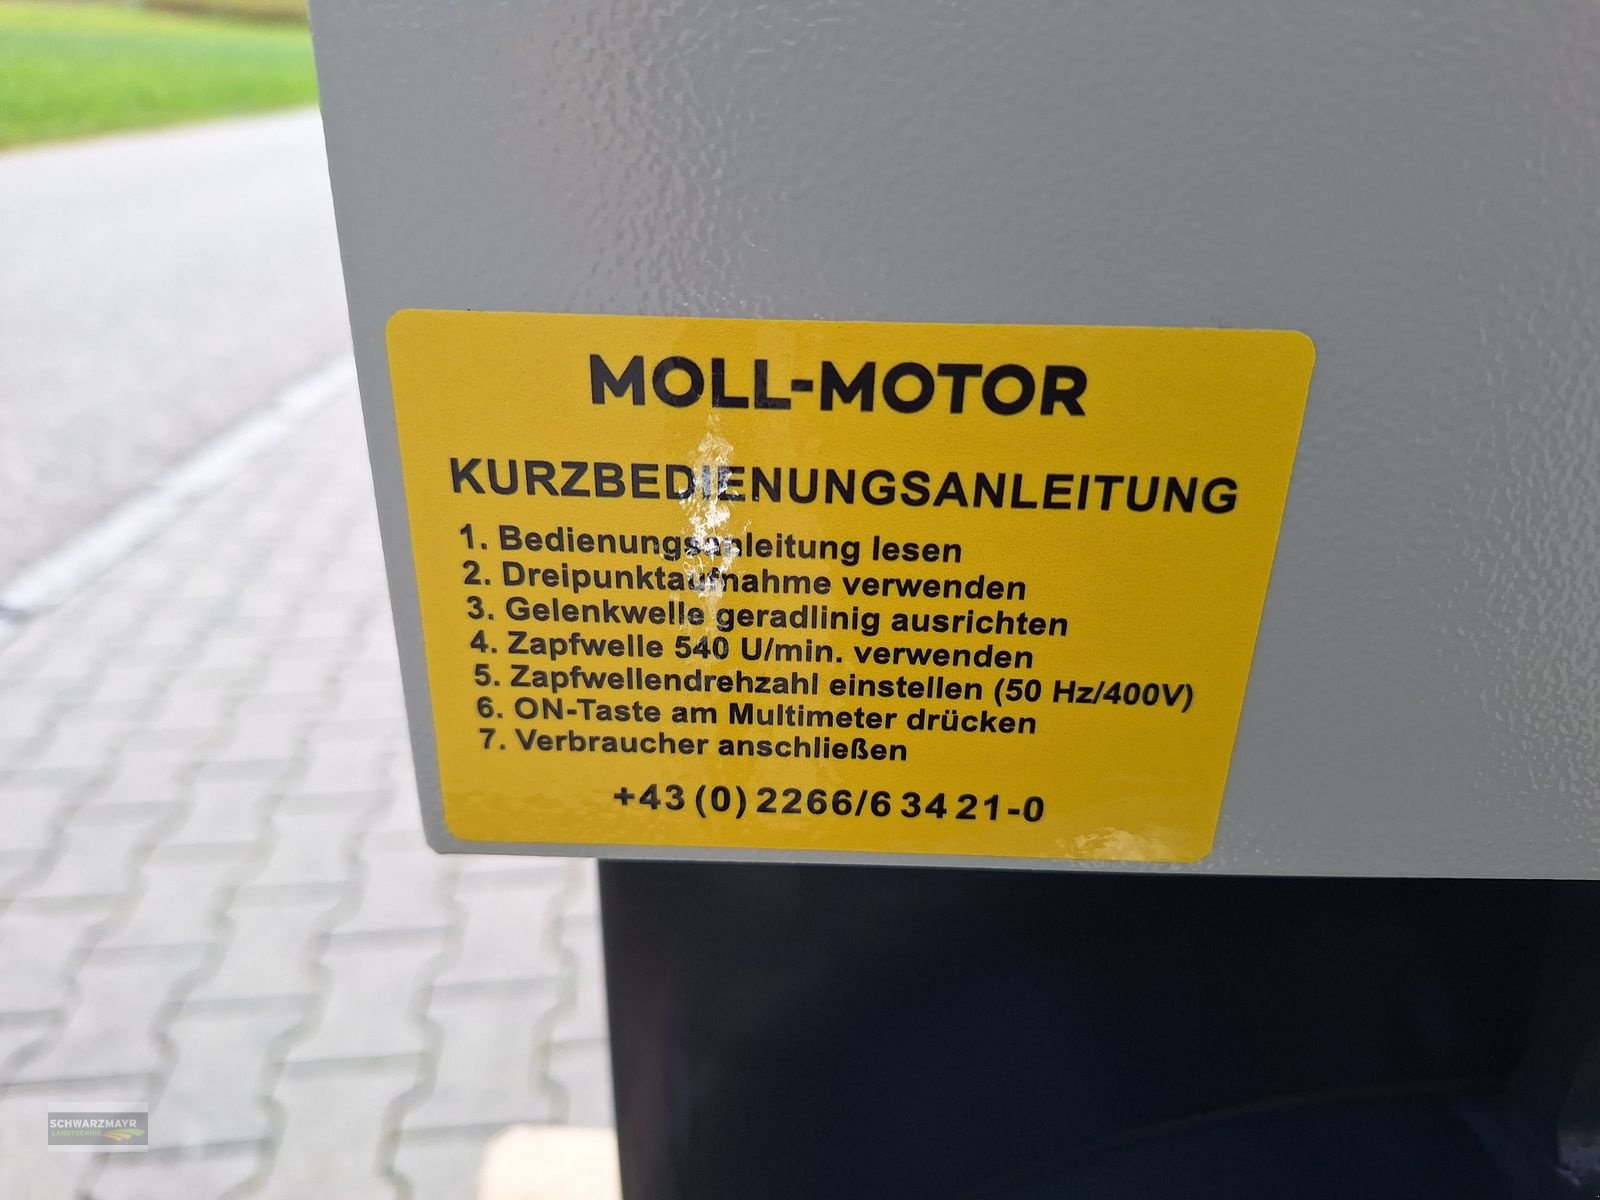 MOLL-MOTOR
KURZBEDIENUNGSANLEITUNG
1. Bedienungsanleitung lesen
2. Dreipunktaufnahme verwenden
3. Gelenkwelle geradlinig ausrichten
4. Zapfwelle 540 U/min. verwenden
5. Zapfwellendrehzahl einstellen (50 Hz/400V)
6. ON-Taste am Multimeter drücken
7. Verbraucher anschließen
+43 (0) 2266/6 34 21-0
SCHWARZMAYR
LANDTECHNIK